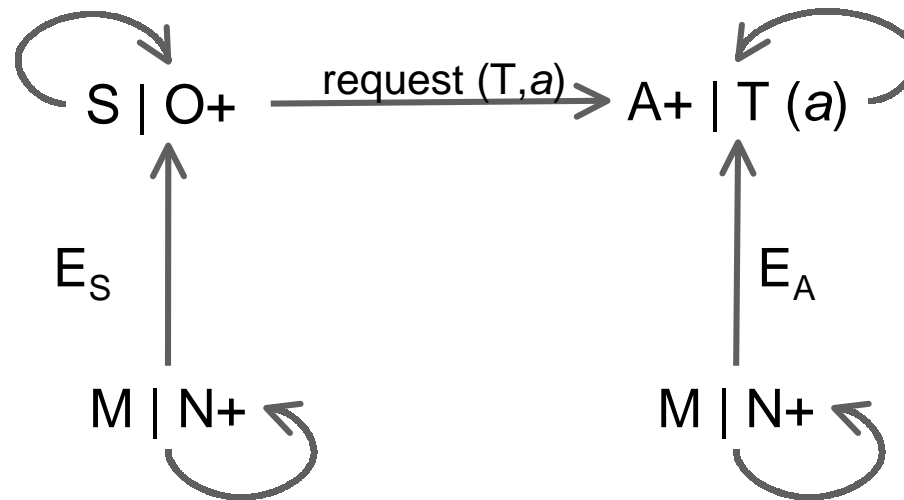 request (T,a)
S | O+
A+ | T (a)
E_S
E_A
M | N+
M | N+